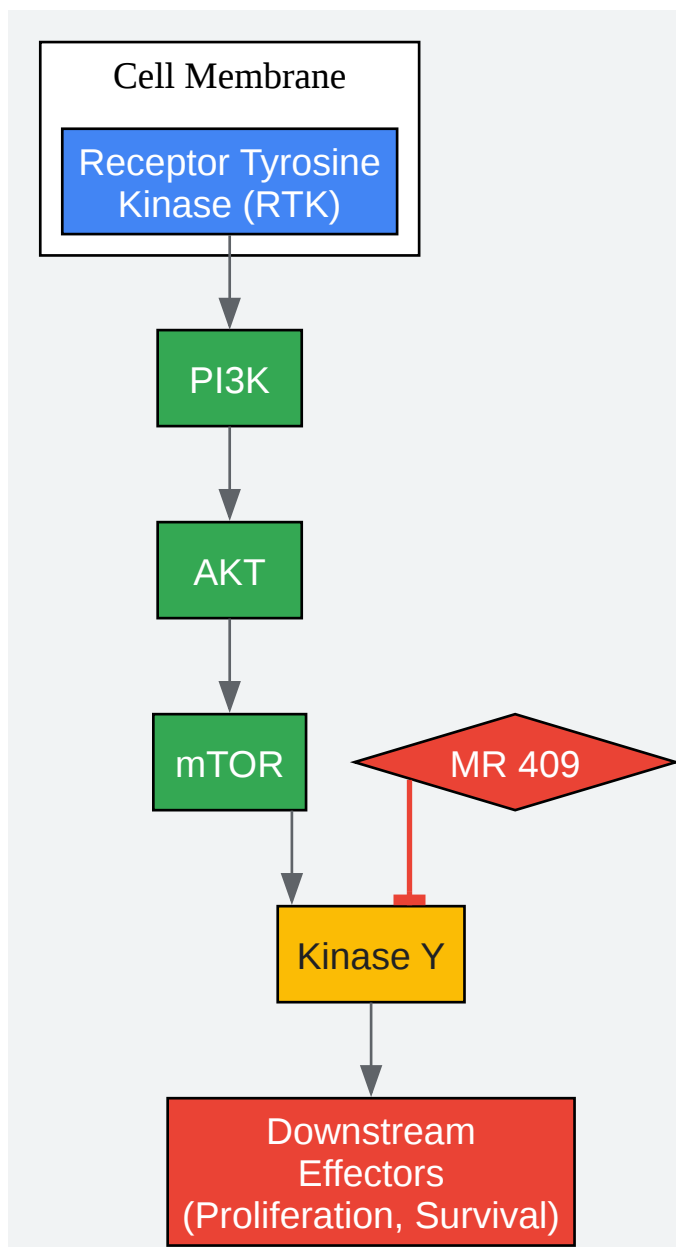 Cell Membrane
Receptor Tyrosine
Kinase (RTK)
PI3K
AKT
mTOR
MR 409
Kinase Y
Downstream
Effectors
(Proliferation, Survival)